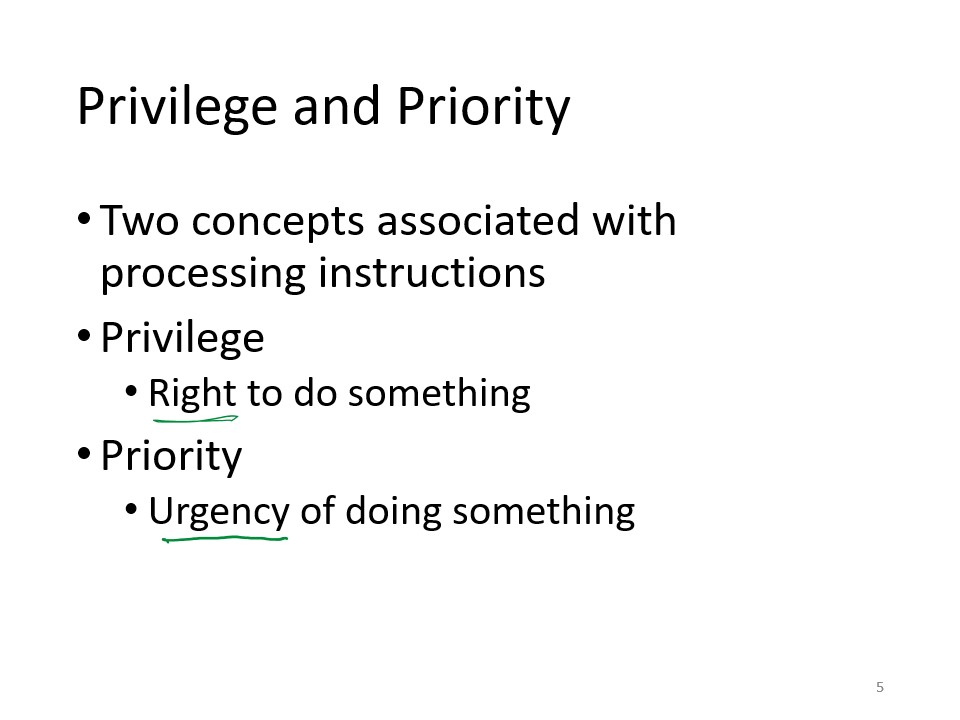 Privilege and Priority
• Two concepts associated with
processing instructions
• Privilege
• Right to do something
• Priority
• Urgency of doing something
5